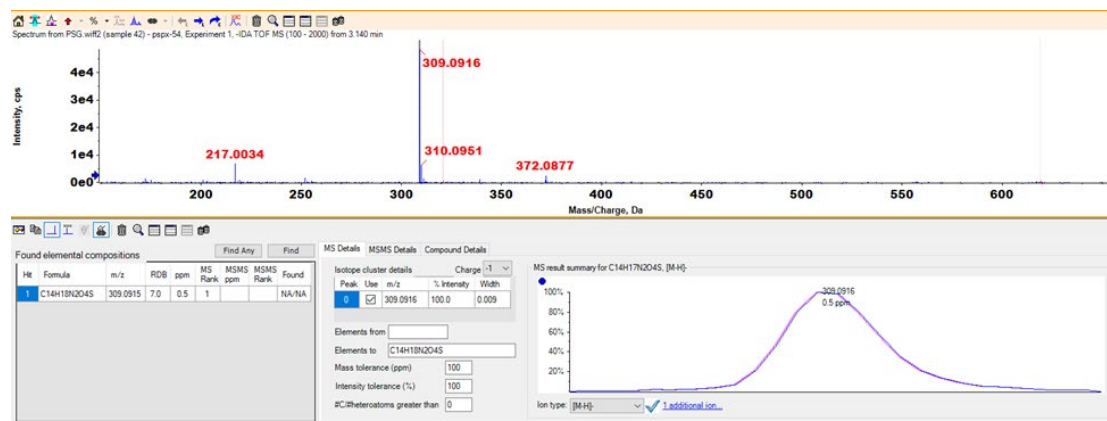 %
Spectrum from PSG.wiff2 (sample 42) - pspx-54, Experiment 1, -IDA TOF MS (100 - 2000) from 3.140 min
Intensity, cps
4e4
3e4
2e4
1e4
0e0
309.0916
217.0034
310.0951
372.0877
200
250
300
350
400
450
500
550
600
Mass/Charge, Da
Found elemental compositions
Find Any
Find
Hit Formula m/z RDB ppm MS Rank MSMS ppm MSMS Rank Found
1 C14H18N2O4S 309.0915 7.0 0.5 1 NA/NA
MS Details MSMS Details Compound Details
Isotope cluster details Charge -1
Peak Use m/z % Intensity Width
0 309.0916 100.0 0.009
Elements from
Elements to C14H18N2O4S
Mass tolerance (ppm) 100
Intensity tolerance (%) 100
#C/#heteroatoms greater than 0
MS result summary for C14H17N2O4S, [M-H]-
100%
80%
60%
40%
20%
309.0916
0.5 ppm
Ion type: [M-H]- 1 additional ion...